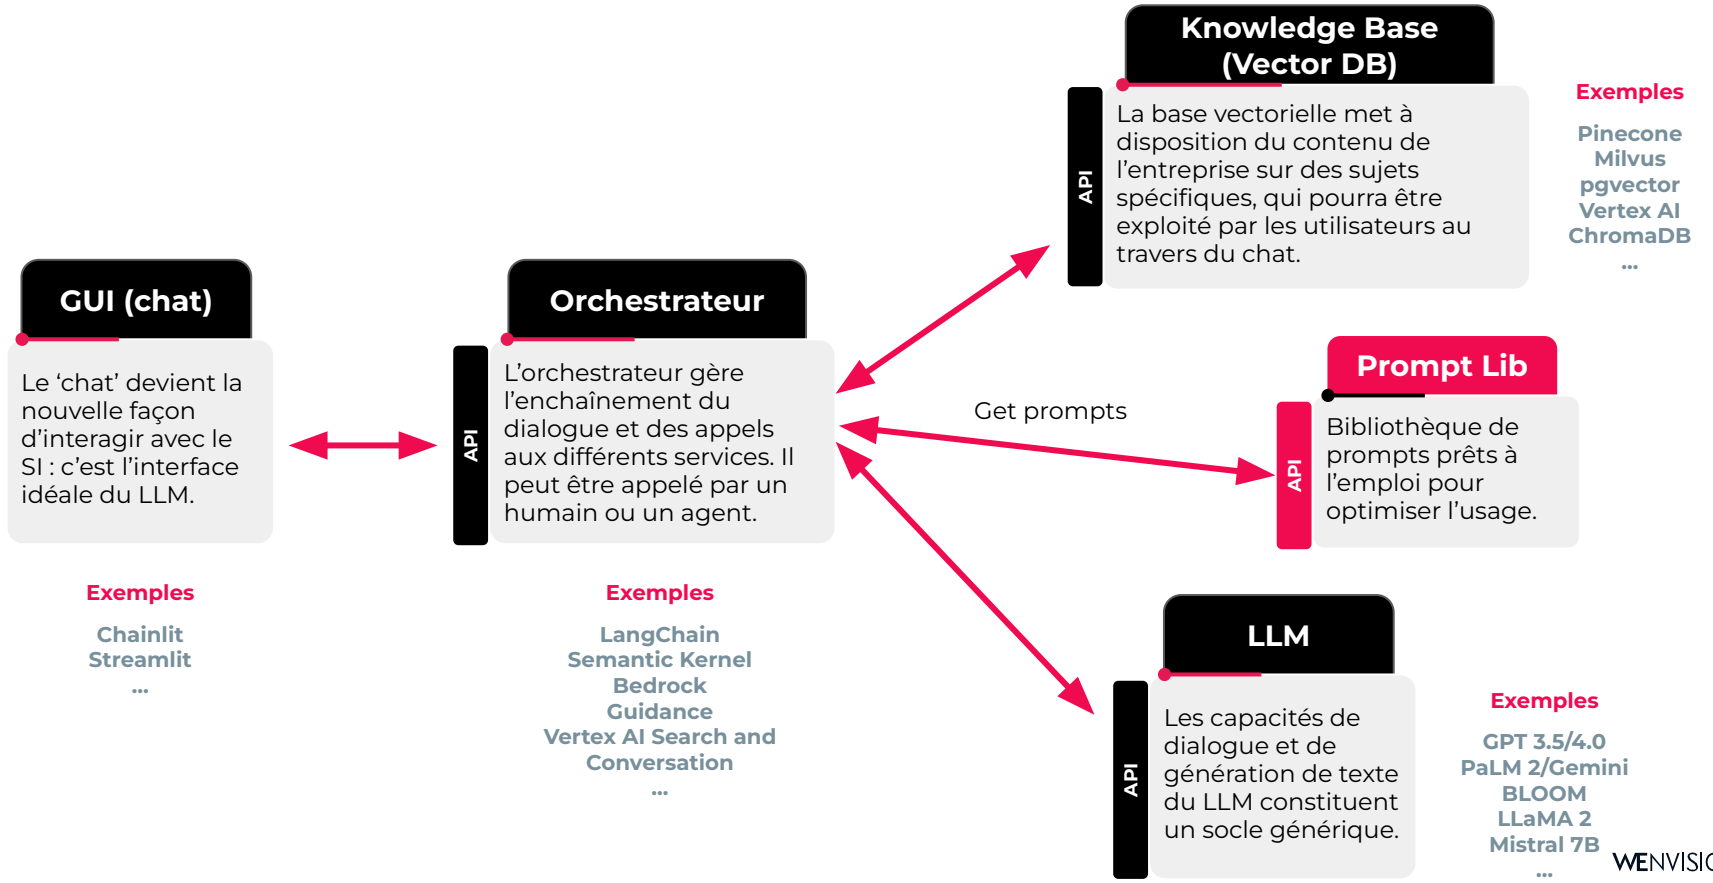 GUI (chat)
Le ‘chat’ devient la
nouvelle façon
d’interagir avec le
SI : c’est l’interface
idéale du LLM.
Exemples
Chainlit
Streamlit
...
Orchestrateur
API
L’orchestrateur gère
l’enchaînement du
dialogue et des appels
aux différents services. Il
peut être appelé par un
humain ou un agent.
Exemples
LangChain
Semantic Kernel
Bedrock
Guidance
Vertex AI Search and
Conversation
...
Knowledge Base
(Vector DB)
API
La base vectorielle met à
disposition du contenu de
l’entreprise sur des sujets
spécifiques, qui pourra être
exploité par les utilisateurs au
travers du chat.
Exemples
Pinecone
Milvus
pgvector
Vertex AI
ChromaDB
...
Get prompts
Prompt Lib
API
Bibliothèque de
prompts prêts à
l’emploi pour
optimiser l’usage.
LLM
API
Les capacités de
dialogue et de
génération de texte
du LLM constituent
un socle générique.
Exemples
GPT 3.5/4.0
PaLM 2/Gemini
BLOOM
LLaMA 2
Mistral 7B
...